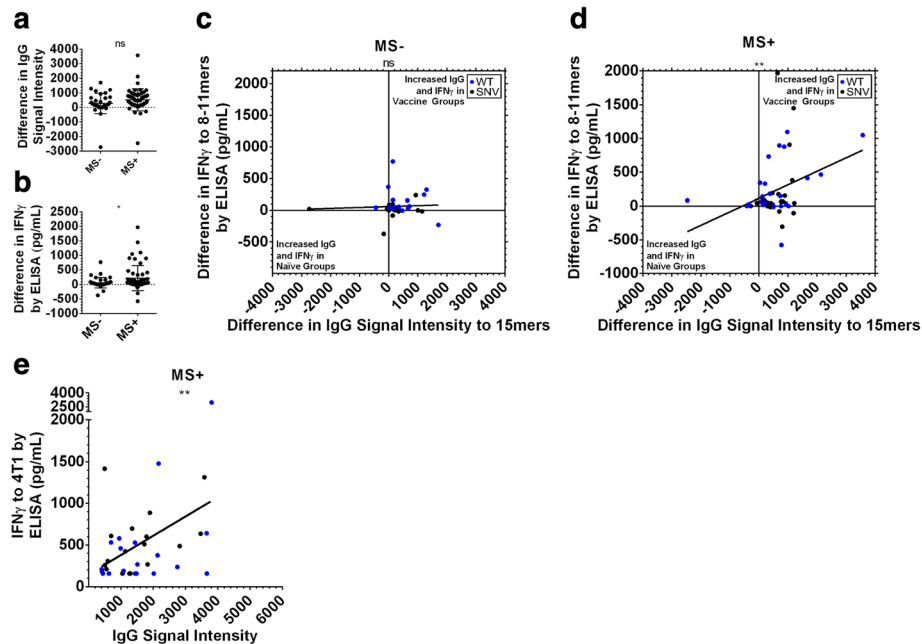 a
ns
Difference in IgG
Signal Intensity
4000
3000
2000
1000
0
-1000
-2000
-3000
MS-
MS+
b
*
Difference in IFNγ
by ELISA (pg/mL)
2500
2000
1500
1000
500
0
-500
-1000
MS-
MS+
c
MS-
ns
Difference in IFNγ to 8-11mers
by ELISA (pg/mL)
2000
1500
1000
500
-500
Increased IgG
and IFNγ in
Vaccine Groups
WT
SNV
Increased IgG
and IFNγ in
Naïve Groups
-4000
-3000
-2000
-1000
0
1000
2000
3000
4000
Difference in IgG Signal Intensity to 15mers
d
MS+
**
Difference in IFNγ to 8-11mers
by ELISA (pg/mL)
2000
1500
1000
500
0
-500
-1000
Increased IgG
and IFNγ in
Vaccine Groups
WT
SNV
Increased IgG
and IFNγ in
Naïve Groups
-4000
-3000
-2000
-1000
0
1000
2000
3000
4000
Difference in IgG Signal Intensity to 15mers
e
MS+
**
IFNγ to 4T1 by
ELISA (pg/mL)
4000
2500
2000
1500
1000
500
0
1000
2000
3000
4000
5000
6000
IgG Signal Intensity